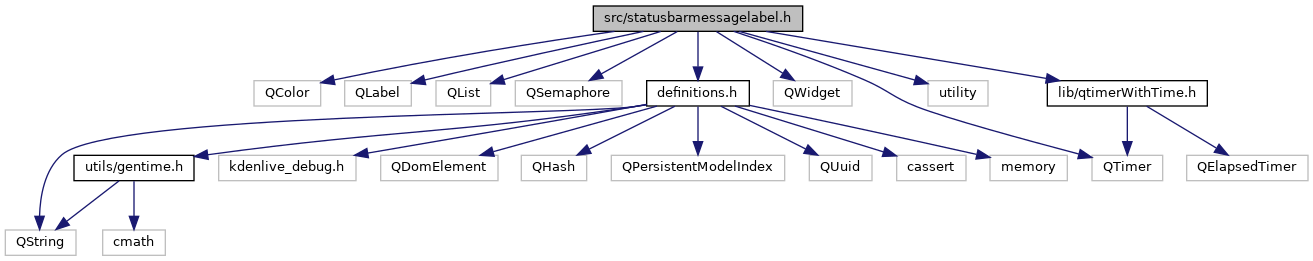 src/statusbarmessagelabel.h
QColor
QLabel
QList
QSemaphore
definitions.h
QWidget
utility
lib/qtimerWithTime.h
utils/gentime.h
kdenlive_debug.h
QDomElement
QHash
QPersistentModelIndex
QUuid
cassert
memory
QTimer
QElapsedTimer
QString
cmath